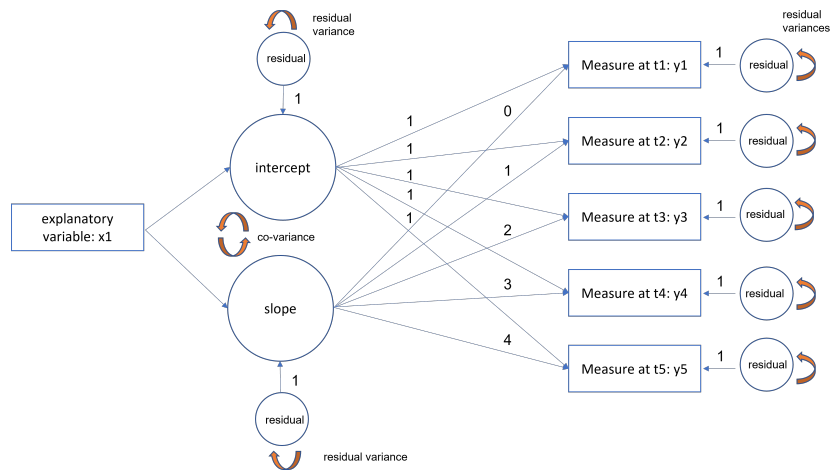 residual
variance
residual
1
intercept
explanatory
variable: x1
co-variance
slope
1
residual
residual variance
1
1
1
1
1
0
1
2
3
4
residual
variances
Measure at t1: y1
1
residual
Measure at t2: y2
1
residual
Measure at t3: y3
1
residual
Measure at t4: y4
1
residual
Measure at t5: y5
1
residual